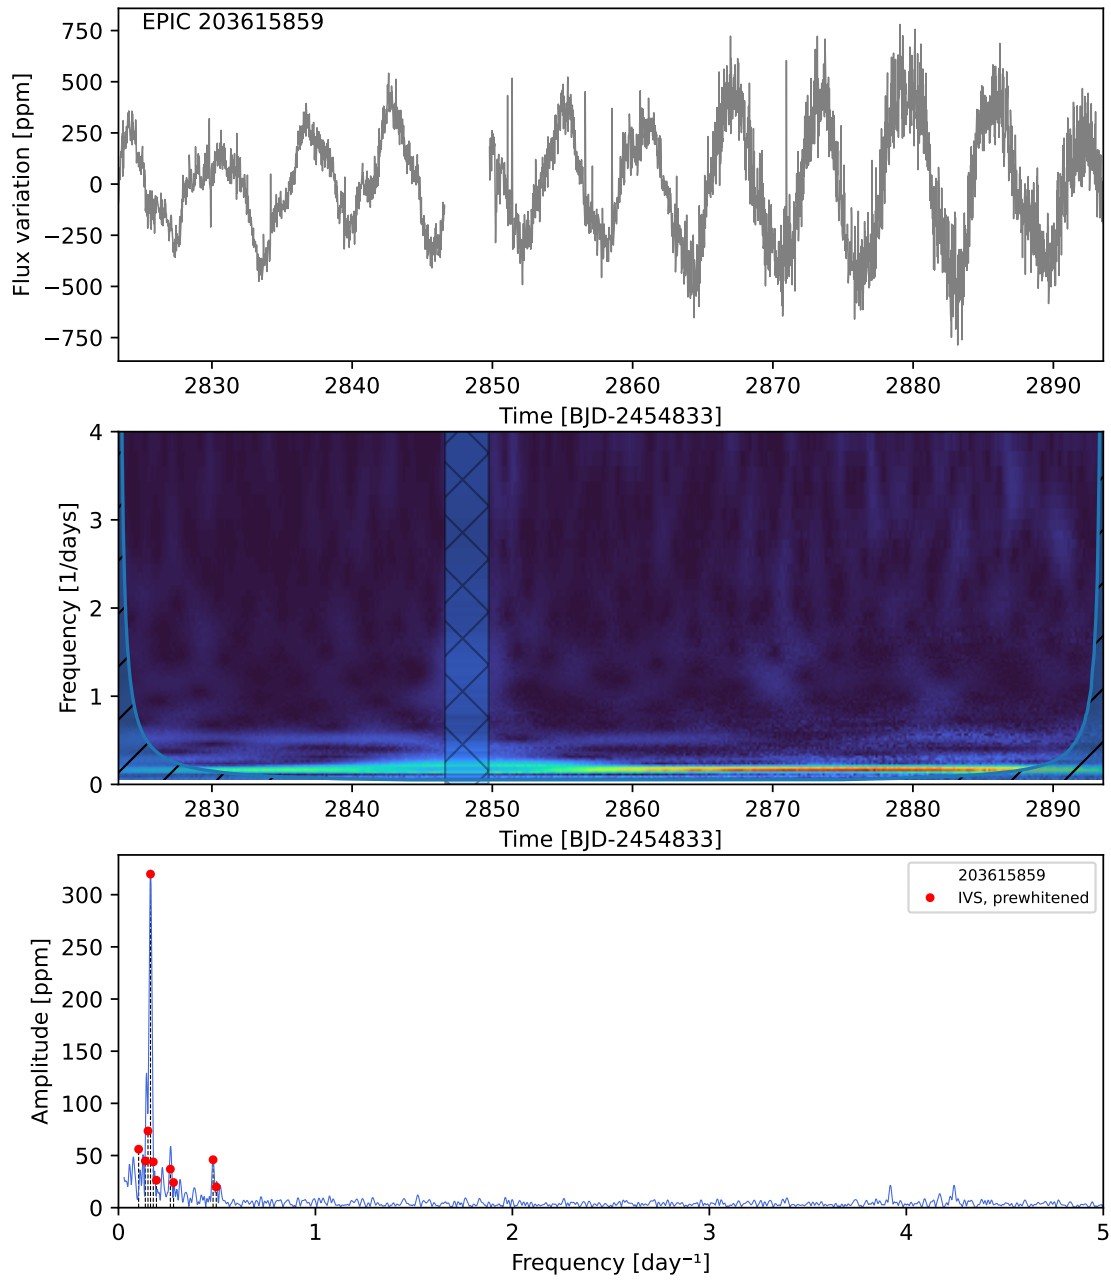 EPIC 203615859
Flux variation [ppm]
750
500
250
0
−250
−500
−750
2830 2840 2850 2860 2870 2880 2890
Time [BJD-2454833]
Frequency [1/days]
4
3
2
1
0
2830 2840 2850 2860 2870 2880 2890
Time [BJD-2454833]
Amplitude [ppm]
300
250
200
150
100
50
0
203615859
IVS, prewhitened
0 1 2 3 4 5
Frequency [day⁻¹]